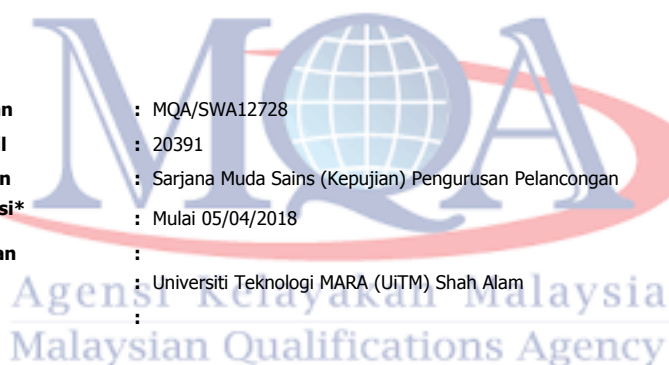 MQA
an : MQA/SWA12728
l : 20391
n : Sarjana Muda Sains (Kepujian) Pengurusan Pelancongan
si* : Mulai 05/04/2018
an :
: Universiti Teknologi MARA (UiTM) Shah Alam
:
Agensi Kelayakan Malaysia
Malaysian Qualifications Agency